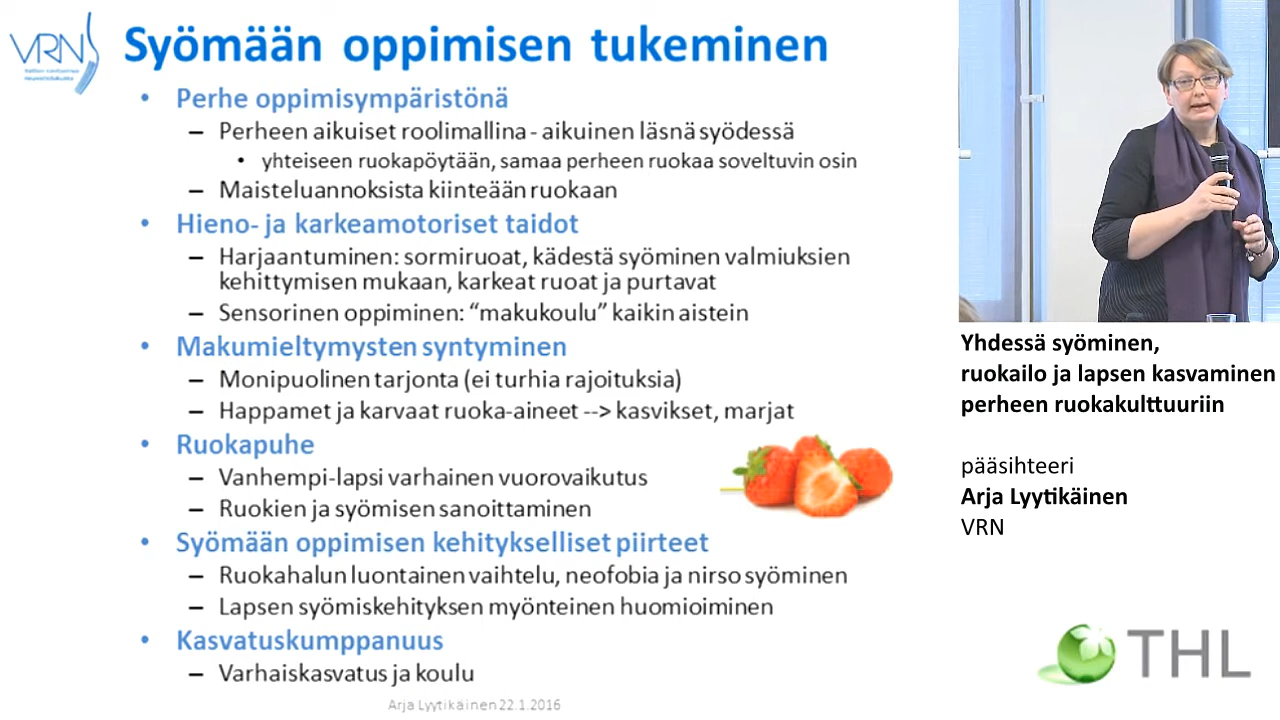 VRN
Syömään oppimisen tukeminen
• Perhe oppimisympäristönä
– Perheen aikuiset roolimallina - aikuinen läsnä syödessä
• yhteiseen ruokapöytään, samaa perheen ruokaa soveltuvin osin
– Maisteluannoksista kiinteään ruokaan
• Hieno- ja karkeamotoriset taidot
– Harjaantuminen: sormiruoat, kädestä syöminen valmiuksien
kehittymisen mukaan, karkeat ruoat ja purtavat
– Sensorinen oppiminen: “makukoulu” kaikin aistein
• Makumieltymysten syntyminen
– Monipuolinen tarjonta (ei turhia rajoituksia)
– Happamet ja karvaat ruoka-aineet --> kasvikset, marjat
• Ruokapuhe
– Vanhempi-lapsi varhainen vuorovaikutus
– Ruokien ja syömisen sanoittaminen
• Syömään oppimisen kehitykselliset piirteet
– Ruokahalun luontainen vaihtelu, neofobia ja nirso syöminen
– Lapsen syömiskehityksen myönteinen huomioiminen
• Kasvatuskumppanuus
– Varhaiskasvatus ja koulu
Arja Lyytikäinen 22.1.2016
Yhdessä syöminen,
ruokailo ja lapsen kasvaminen
perheen ruokakulttuuriin
pääsihteeri
Arja Lyytikäinen
VRN
THL